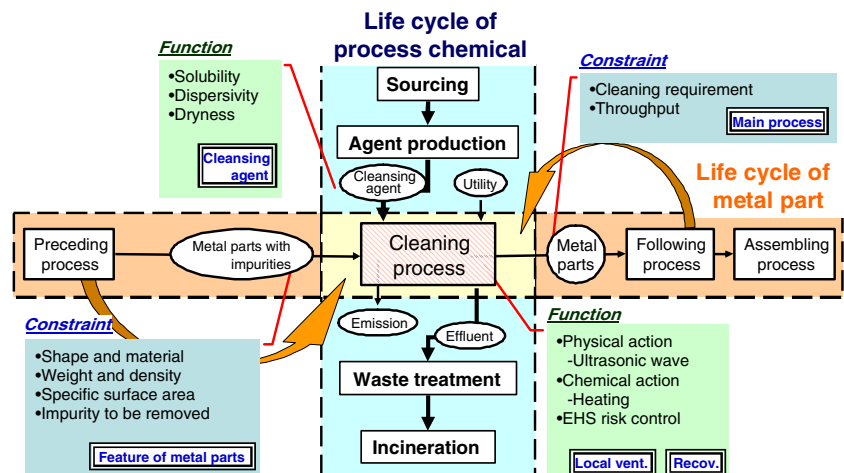 Life cycle of
process chemical
Function
•Solubility
•Dispersivity
•Dryness
Cleansing
agent
Sourcing
Agent production
Cleansing
agent
Utility
Constraint
•Cleaning requirement
•Throughput
Main process
Life cycle of
metal part
Preceding
process
Metal parts with
impurities
Cleaning
process
Metal
parts
Following
process
Assembling
process
Constraint
•Shape and material
•Weight and density
•Specific surface area
•Impurity to be removed
Feature of metal parts
Emission
Effluent
Waste treatment
Incineration
Function
•Physical action
-Ultrasonic wave
•Chemical action
-Heating
•EHS risk control
Local vent.
Recov.